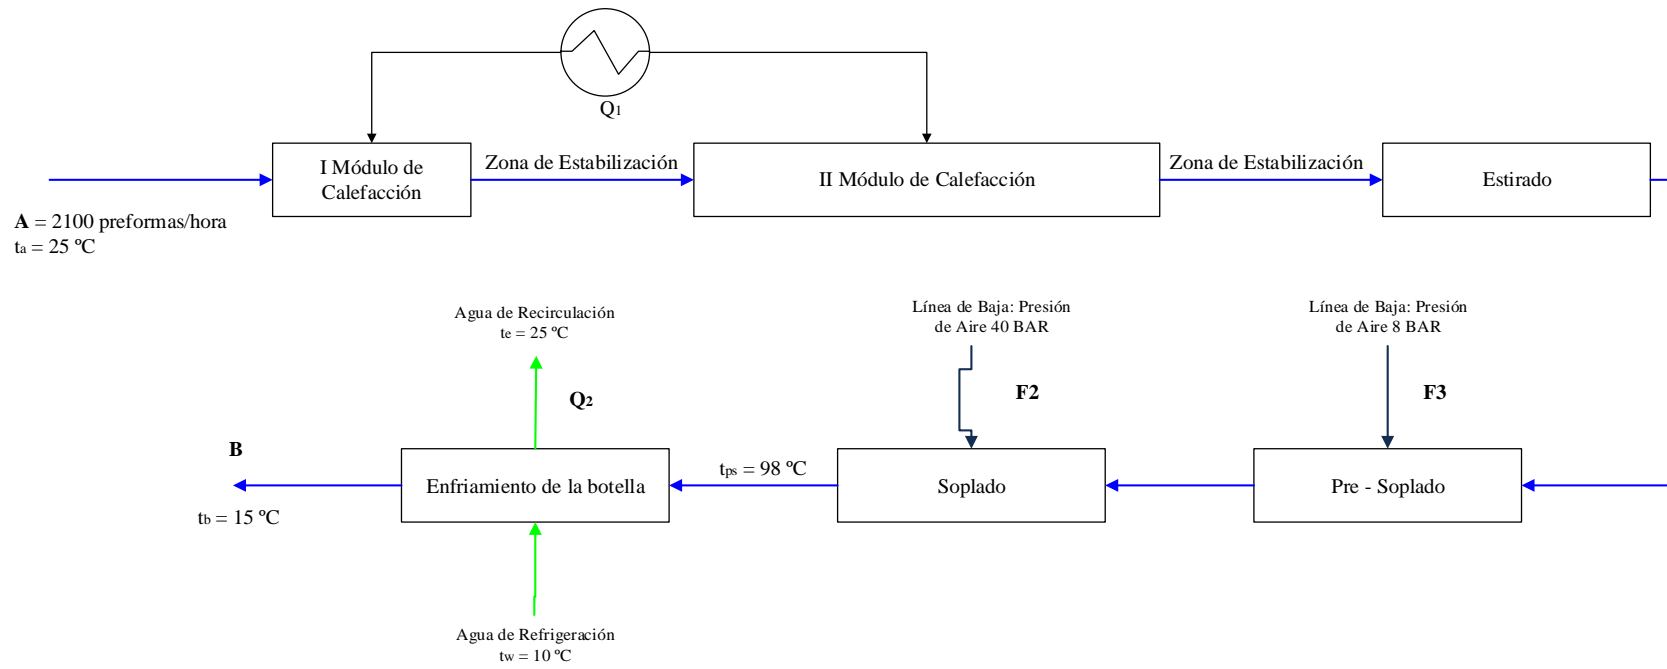 Q1
I Módulo de
Calefacción
Zona de Estabilización
II Módulo de Calefacción
Zona de Estabilización
Estirado
A = 2100 preformas/hora
ta = 25 ºC
Agua de Recirculación
te = 25 ºC
Línea de Baja: Presión
de Aire 40 BAR
Línea de Baja: Presión
de Aire 8 BAR
Q2
F2
F3
B
tb = 15 ºC
Enfriamiento de la botella
tps = 98 ºC
Soplado
Pre - Soplado
Agua de Refrigeración
tw = 10 ºC